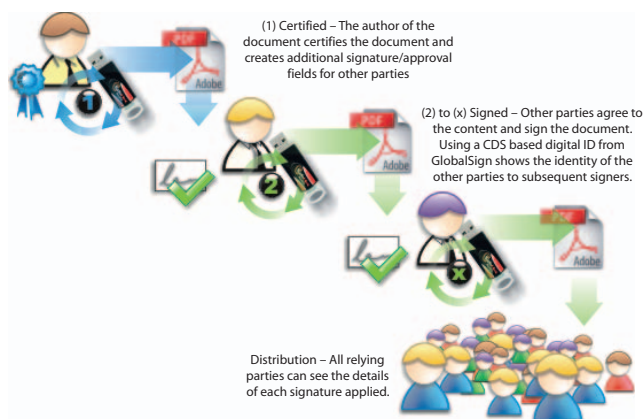 (1) Certified – The author of the
document certifies the document and
creates additional signature/approval
fields for other parties
PDF
Adobe
1
(2) to (x) Signed – Other parties agree to
the content and sign the document.
Using a CDS based digital ID from
GlobalSign shows the identity of the
other parties to subsequent signers.
PDF
Adobe
2
PDF
Adobe
x
Distribution – All relying
parties can see the details
of each signature applied.